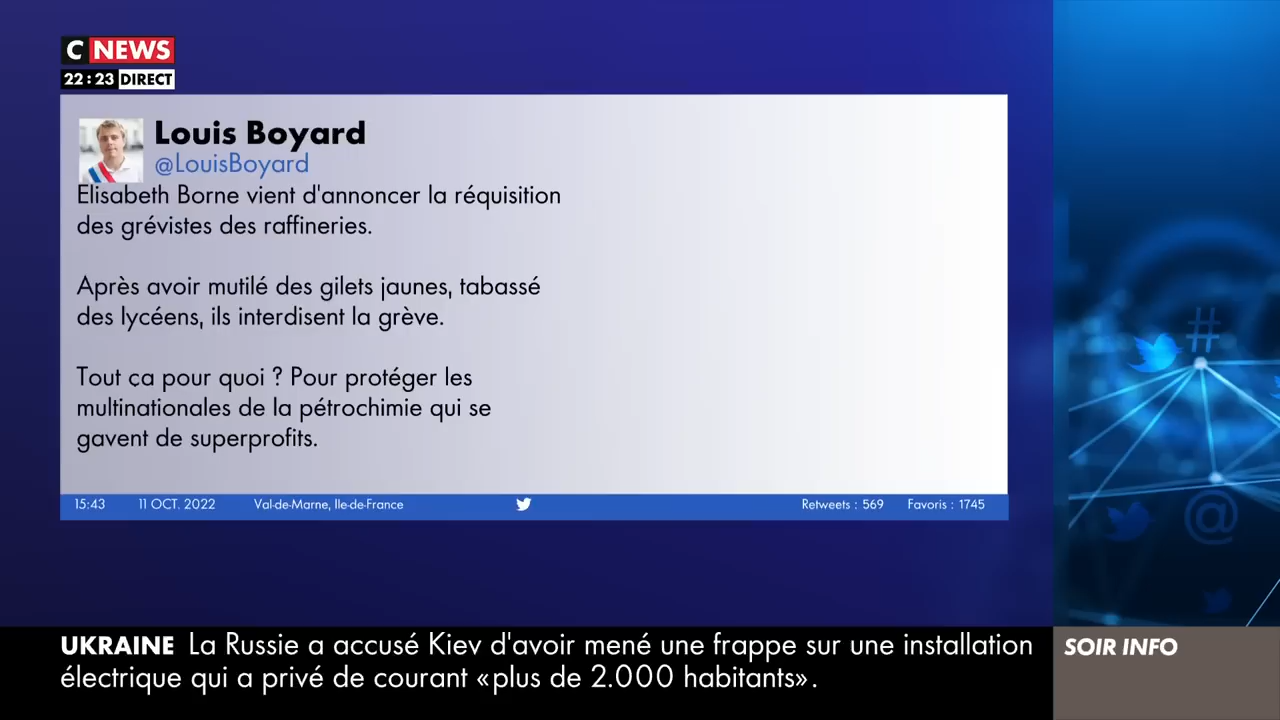 C NEWS
22:23 DIRECT
Louis Boyard
@LouisBoyard
Elisabeth Borne vient d'annoncer la réquisition
des grévistes des raffineries.
Après avoir mutilé des gilets jaunes, tabassé
des lycéens, ils interdisent la grève.
Tout ça pour quoi ? Pour protéger les
multinationales de la pétrochimie qui se
gavent de superprofits.
15:43 11 OCT. 2022 Val-de-Marne, Ile-de-France Retweets : 569 Favoris : 1745
#
@
UKRAINE La Russie a accusé Kiev d'avoir mené une frappe sur une installation
électrique qui a privé de courant «plus de 2.000 habitants».
SOIR INFO